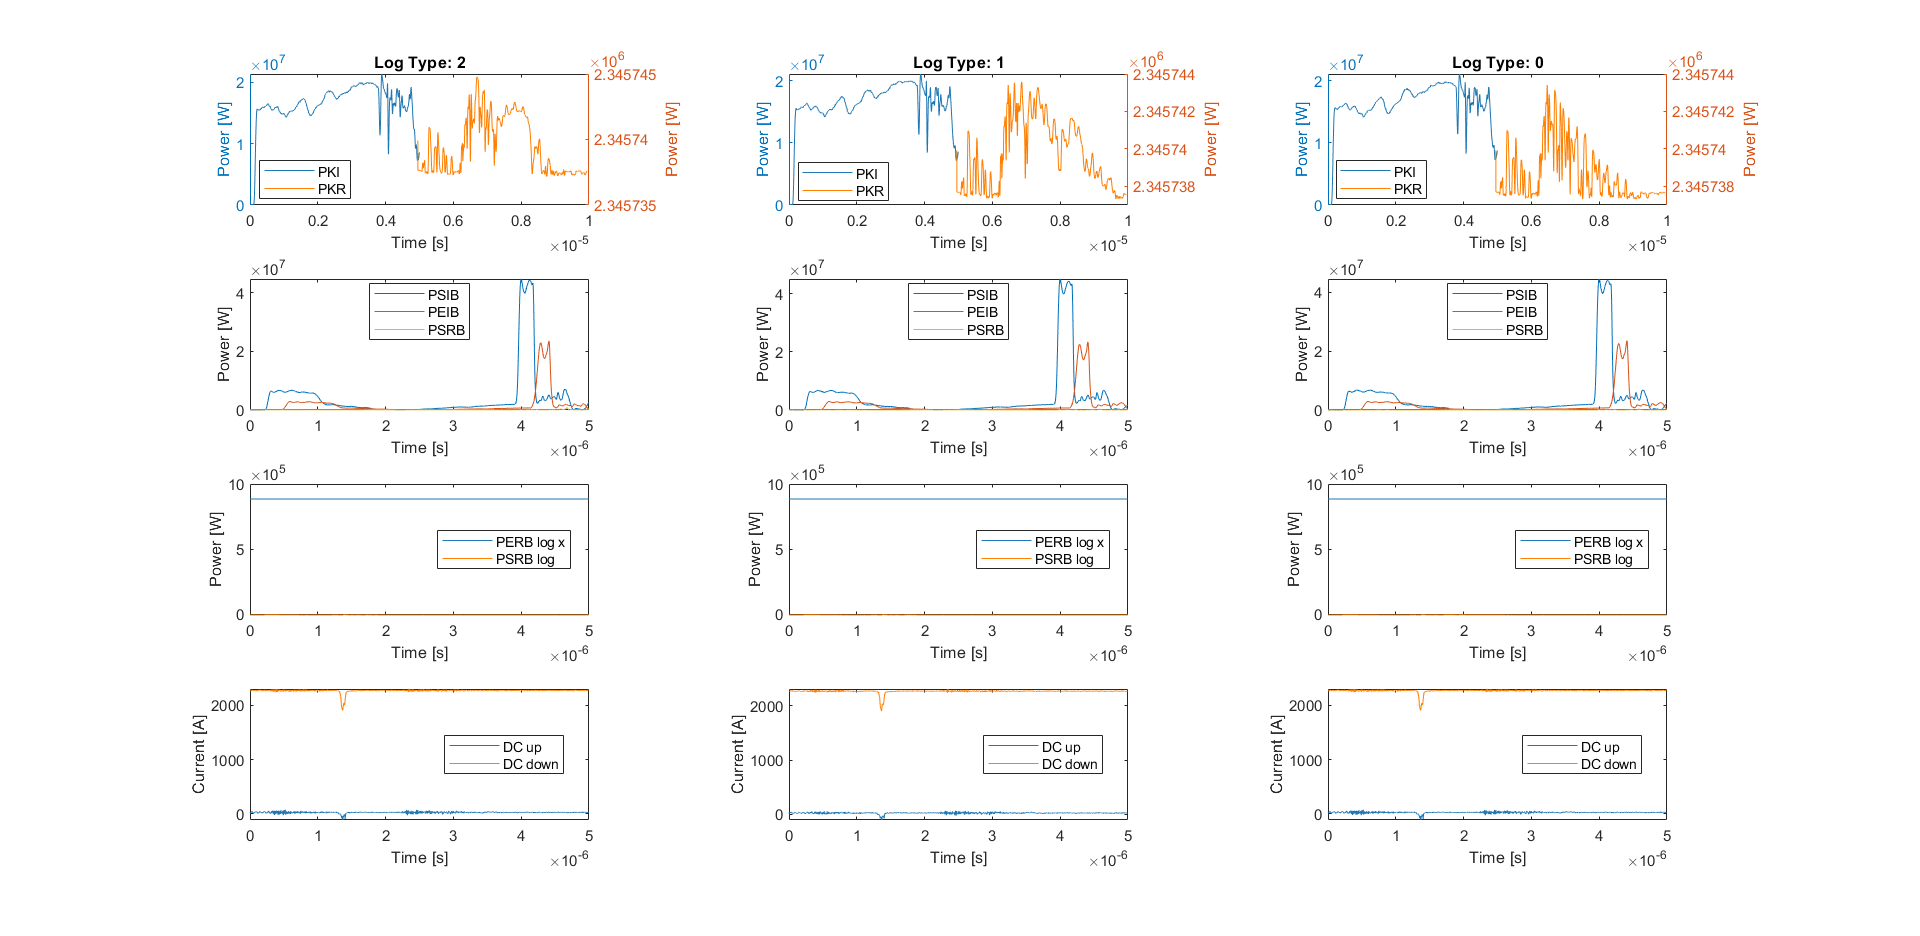 Log Type: 2
×10^7
×10^6
Power [W]
2
1
0
2.345745
2.34574
2.345735
Power [W]
PKI
PKR
0 0.2 0.4 0.6 0.8 1
Time [s]
×10^-5
Log Type: 1
×10^7
×10^6
Power [W]
2
1
0
2.345744
2.345742
2.34574
2.345738
Power [W]
PKI
PKR
0 0.2 0.4 0.6 0.8 1
Time [s]
×10^-5
Log Type: 0
×10^7
×10^6
Power [W]
2
1
0
2.345744
2.345742
2.34574
2.345738
Power [W]
PKI
PKR
0 0.2 0.4 0.6 0.8 1
Time [s]
×10^-5
×10^7
Power [W]
4
2
0
PSIB
PEIB
PSRB
0 1 2 3 4 5
Time [s]
×10^-6
×10^7
Power [W]
4
2
0
PSIB
PEIB
PSRB
0 1 2 3 4 5
Time [s]
×10^-6
×10^7
Power [W]
4
2
0
PSIB
PEIB
PSRB
0 1 2 3 4 5
Time [s]
×10^-6
×10^5
Power [W]
10
5
0
PERB log x
PSRB log
0 1 2 3 4 5
Time [s]
×10^-6
×10^5
Power [W]
10
5
0
PERB log x
PSRB log
0 1 2 3 4 5
Time [s]
×10^-6
×10^5
Power [W]
10
5
0
PERB log x
PSRB log
0 1 2 3 4 5
Time [s]
×10^-6
Current [A]
2000
1000
0
DC up
DC down
0 1 2 3 4 5
Time [s]
×10^-6
Current [A]
2000
1000
0
DC up
DC down
0 1 2 3 4 5
Time [s]
×10^-6
Current [A]
2000
1000
0
DC up
DC down
0 1 2 3 4 5
Time [s]
×10^-6